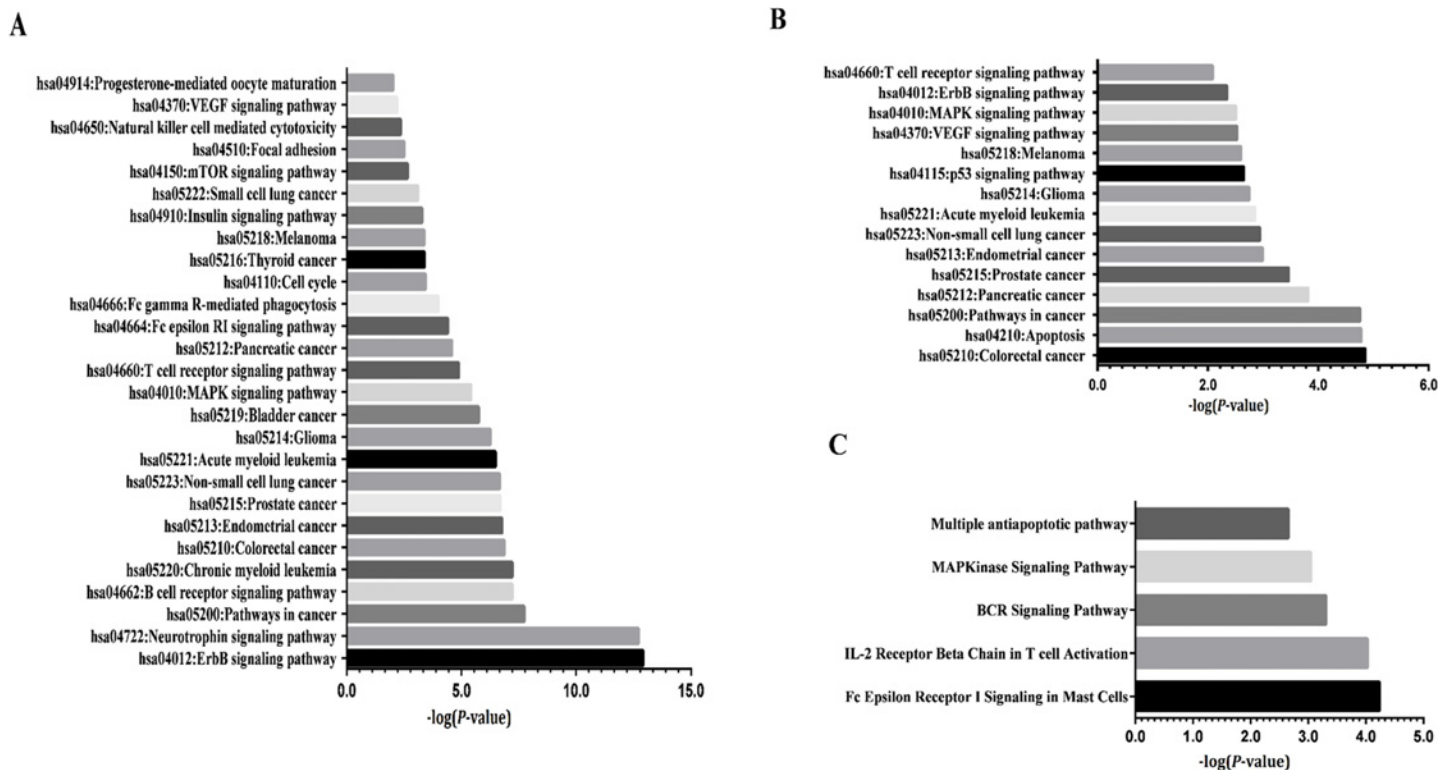 A
hsa04914:Progesterone-mediated oocyte maturation
hsa04370:VEGF signaling pathway
hsa04650:Natural killer cell mediated cytotoxicity
hsa04510:Focal adhesion
hsa04150:mTOR signaling pathway
hsa05222:Small cell lung cancer
hsa04910:Insulin signaling pathway
hsa05218:Melanoma
hsa05216:Thyroid cancer
hsa04110:Cell cycle
hsa04666:Fc gamma R-mediated phagocytosis
hsa04664:Fc epsilon RI signaling pathway
hsa05212:Pancreatic cancer
hsa04660:T cell receptor signaling pathway
hsa04010:MAPK signaling pathway
hsa05219:Bladder cancer
hsa05214:Glioma
hsa05221:Acute myeloid leukemia
hsa05223:Non-small cell lung cancer
hsa05215:Prostate cancer
hsa05213:Endometrial cancer
hsa05210:Colorectal cancer
hsa05220:Chronic myeloid leukemia
hsa04662:B cell receptor signaling pathway
hsa05200:Pathways in cancer
hsa04722:Neurotrophin signaling pathway
hsa04012:ErbB signaling pathway
0.0 5.0 10.0 15.0
-log(P-value)
B
hsa04660:T cell receptor signaling pathway
hsa04012:ErbB signaling pathway
hsa04010:MAPK signaling pathway
hsa04370:VEGF signaling pathway
hsa05218:Melanoma
hsa04115:p53 signaling pathway
hsa05214:Glioma
hsa05221:Acute myeloid leukemia
hsa05223:Non-small cell lung cancer
hsa05213:Endometrial cancer
hsa05215:Prostate cancer
hsa05212:Pancreatic cancer
hsa05200:Pathways in cancer
hsa04210:Apoptosis
hsa05210:Colorectal cancer
0.0 2.0 4.0 6.0
-log(P-value)
C
Multiple antiapoptotic pathway
MAPKinase Signaling Pathway
BCR Signaling Pathway
IL-2 Receptor Beta Chain in T cell Activation
Fc Epsilon Receptor I Signaling in Mast Cells
0.0 1.0 2.0 3.0 4.0 5.0
-log(P-value)